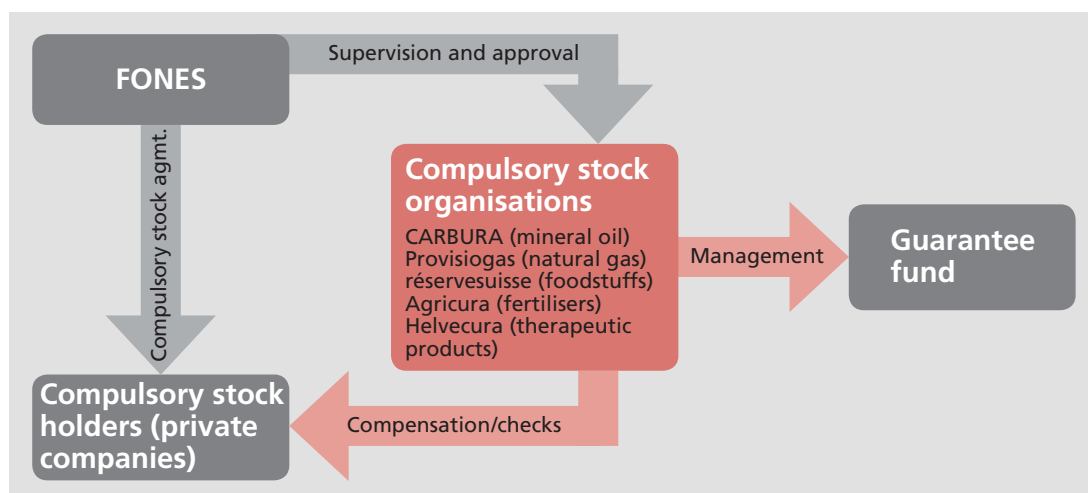 FONES
Supervision and approval
Compulsory stock agmt.
Compulsory stock
organisations
CARBURA (mineral oil)
Provisiogas (natural gas)
réservesuisse (foodstuffs)
Agricura (fertilisers)
Helvecura (therapeutic
products)
Management
Guarantee
fund
Compulsory stock
holders (private
companies)
Compensation/checks